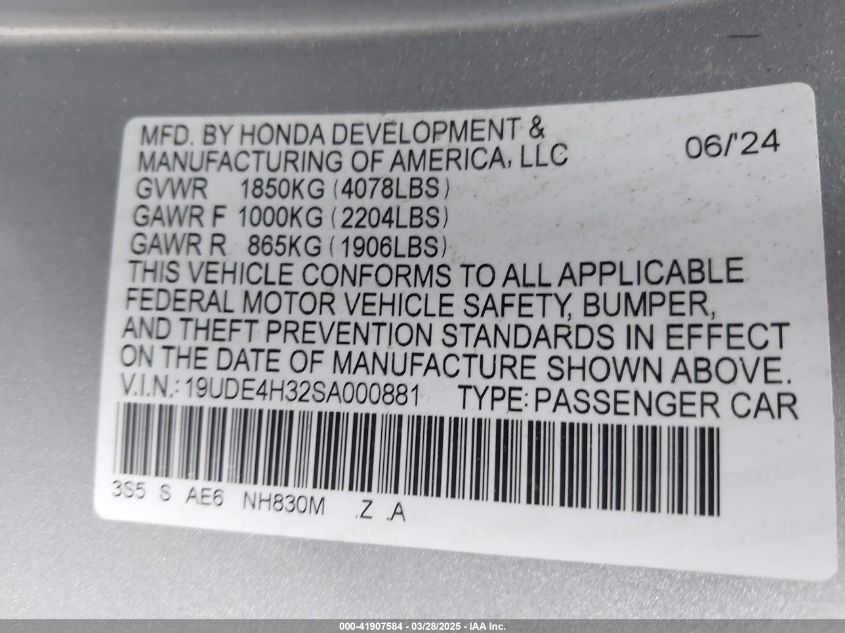 MFD. BY HONDA DEVELOPMENT &
MANUFACTURING OF AMERICA, LLC 06/'24
GVWR 1850KG (4078LBS)
GAWR F 1000KG (2204LBS)
GAWR R 865KG (1906LBS)
THIS VEHICLE CONFORMS TO ALL APPLICABLE
FEDERAL MOTOR VEHICLE SAFETY, BUMPER,
AND THEFT PREVENTION STANDARDS IN EFFECT
ON THE DATE OF MANUFACTURE SHOWN ABOVE.
V.I.N.: 19UDE4H32SA000881 TYPE: PASSENGER CAR
3S5 S AE6 NH830M .Z .A
000-41907584 - 03/28/2025 - IAA Inc.